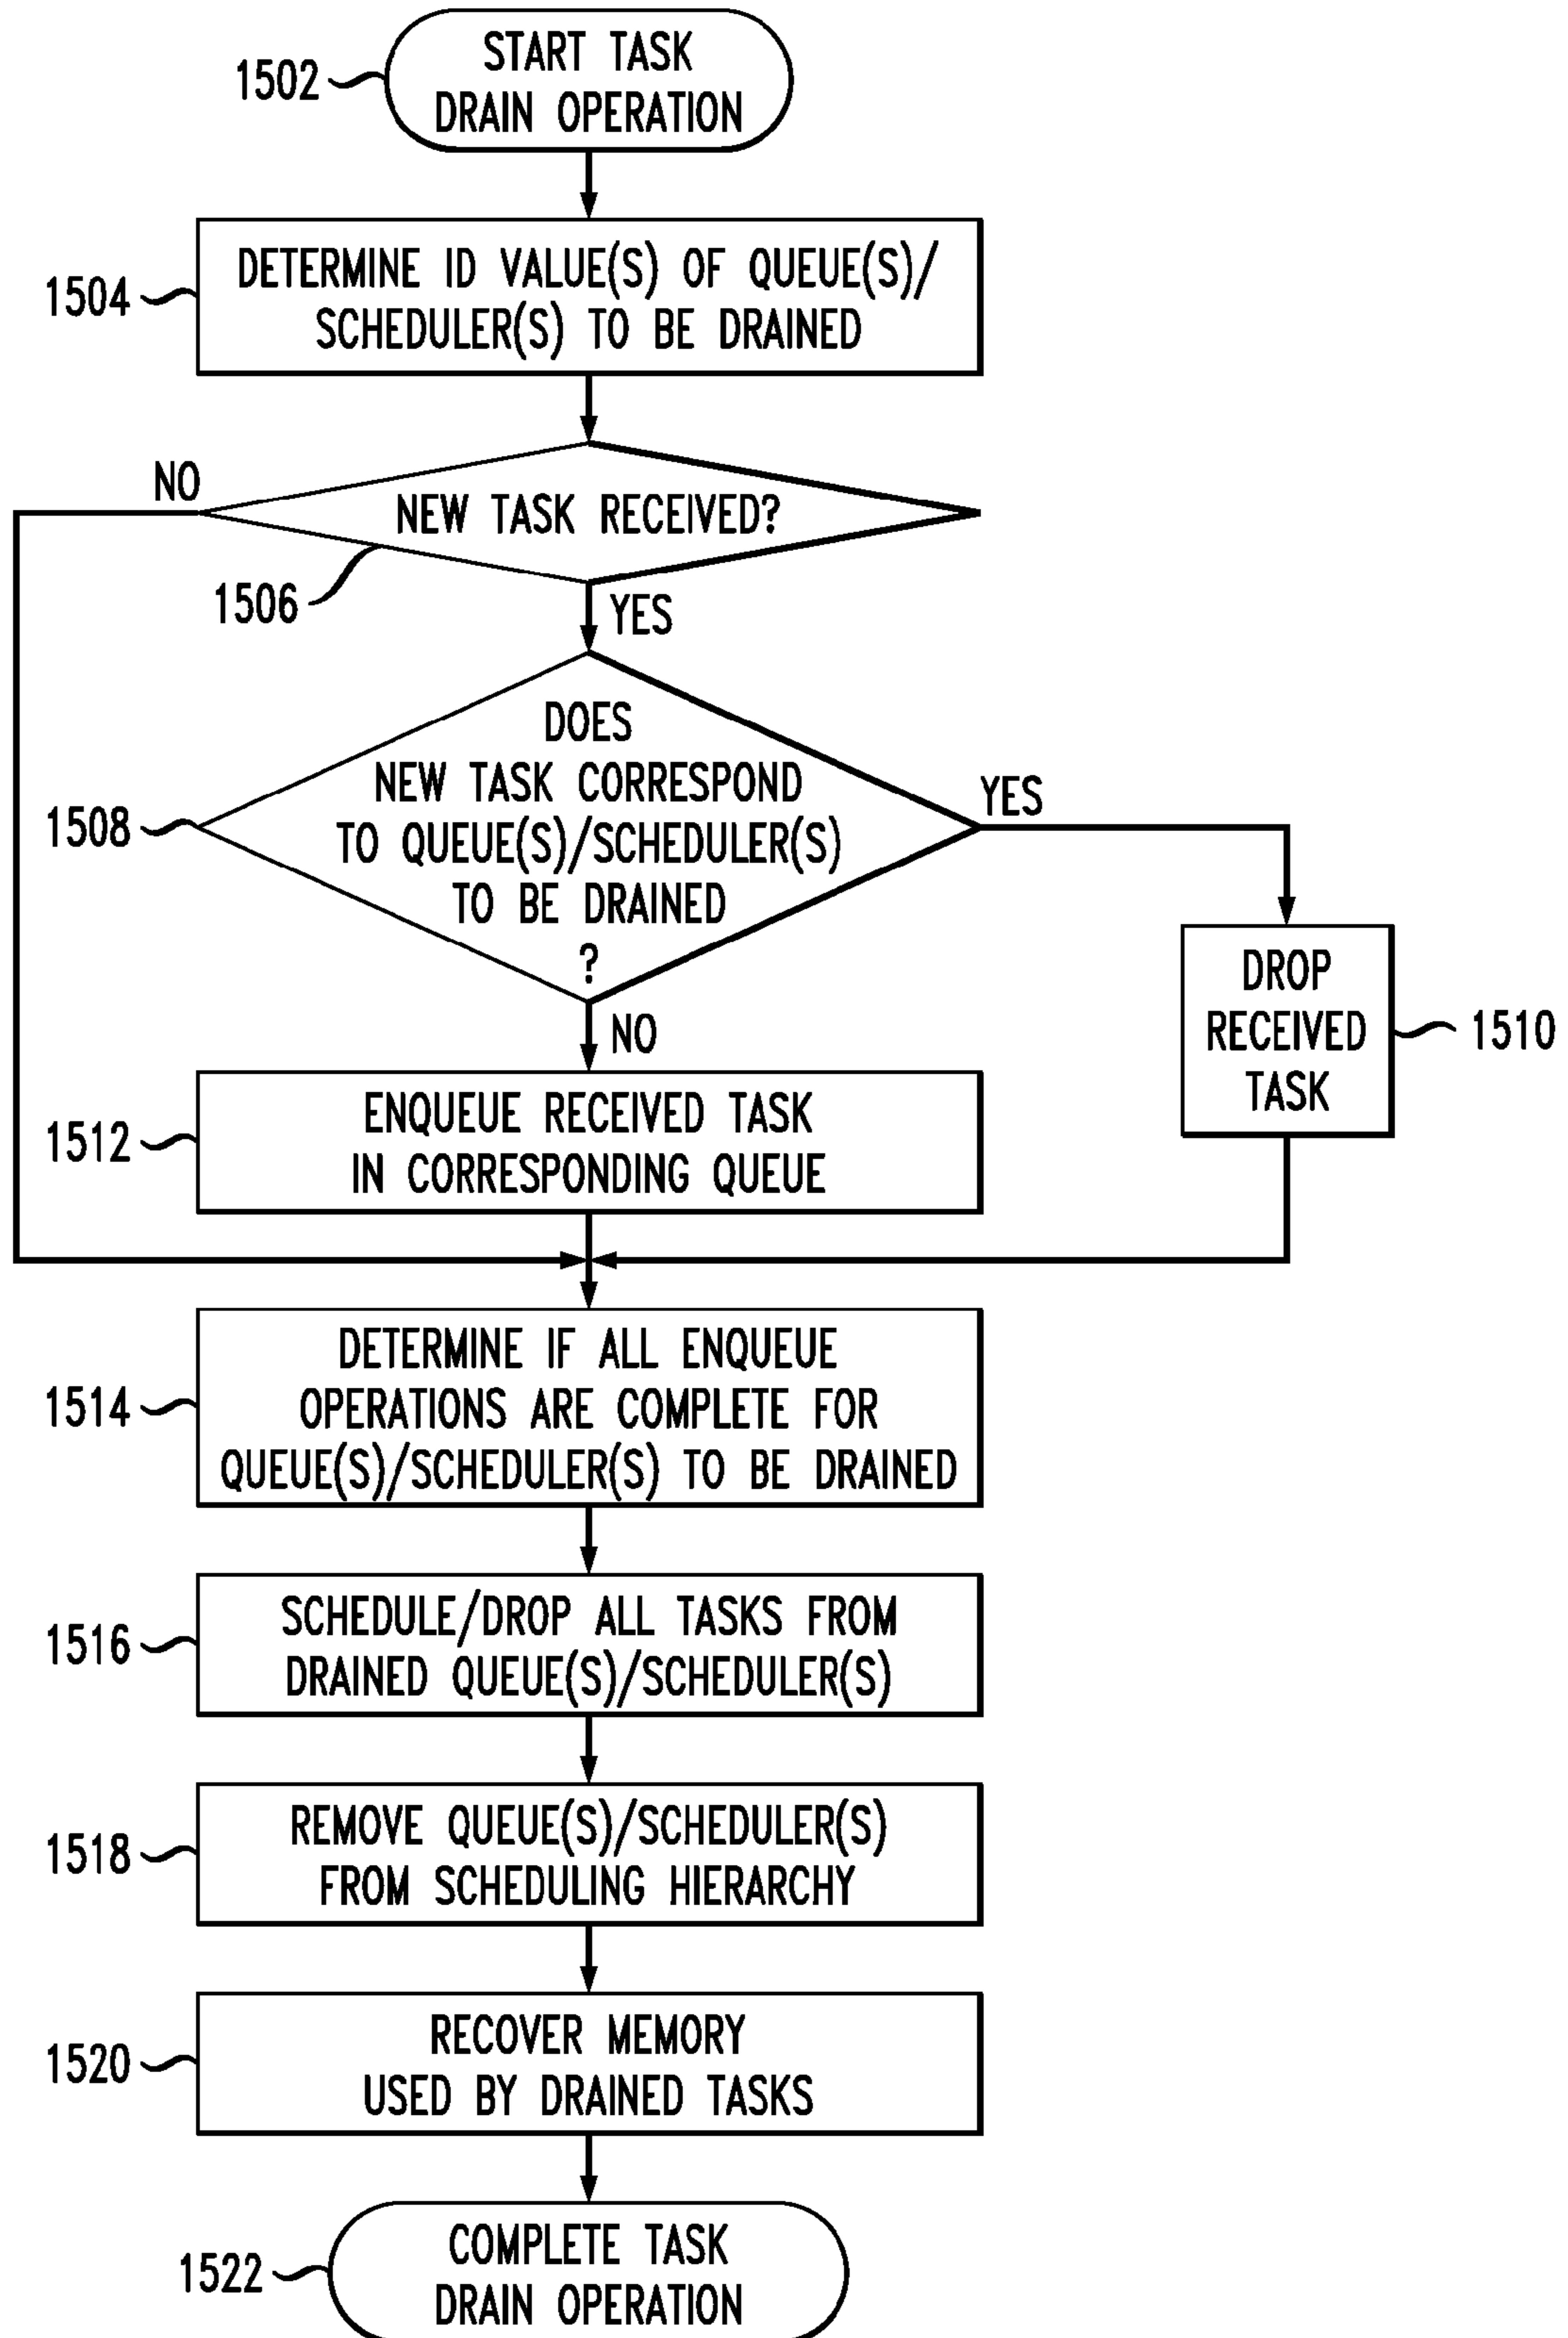 START TASK
DRAIN OPERATION
1502
DETERMINE ID VALUE(S) OF QUEUE(S)/
SCHEDULER(S) TO BE DRAINED
1504
NO
NEW TASK RECEIVED?
1506
YES
DOES
NEW TASK CORRESPOND
TO QUEUE(S)/SCHEDULER(S)
TO BE DRAINED
?
1508
YES
DROP
RECEIVED
TASK
1510
NO
ENQUEUE RECEIVED TASK
IN CORRESPONDING QUEUE
1512
DETERMINE IF ALL ENQUEUE
OPERATIONS ARE COMPLETE FOR
QUEUE(S)/SCHEDULER(S) TO BE DRAINED
1514
SCHEDULE/DROP ALL TASKS FROM
DRAINED QUEUE(S)/SCHEDULER(S)
1516
REMOVE QUEUE(S)/SCHEDULER(S)
FROM SCHEDULING HIERARCHY
1518
RECOVER MEMORY
USED BY DRAINED TASKS
1520
COMPLETE TASK
DRAIN OPERATION
1522